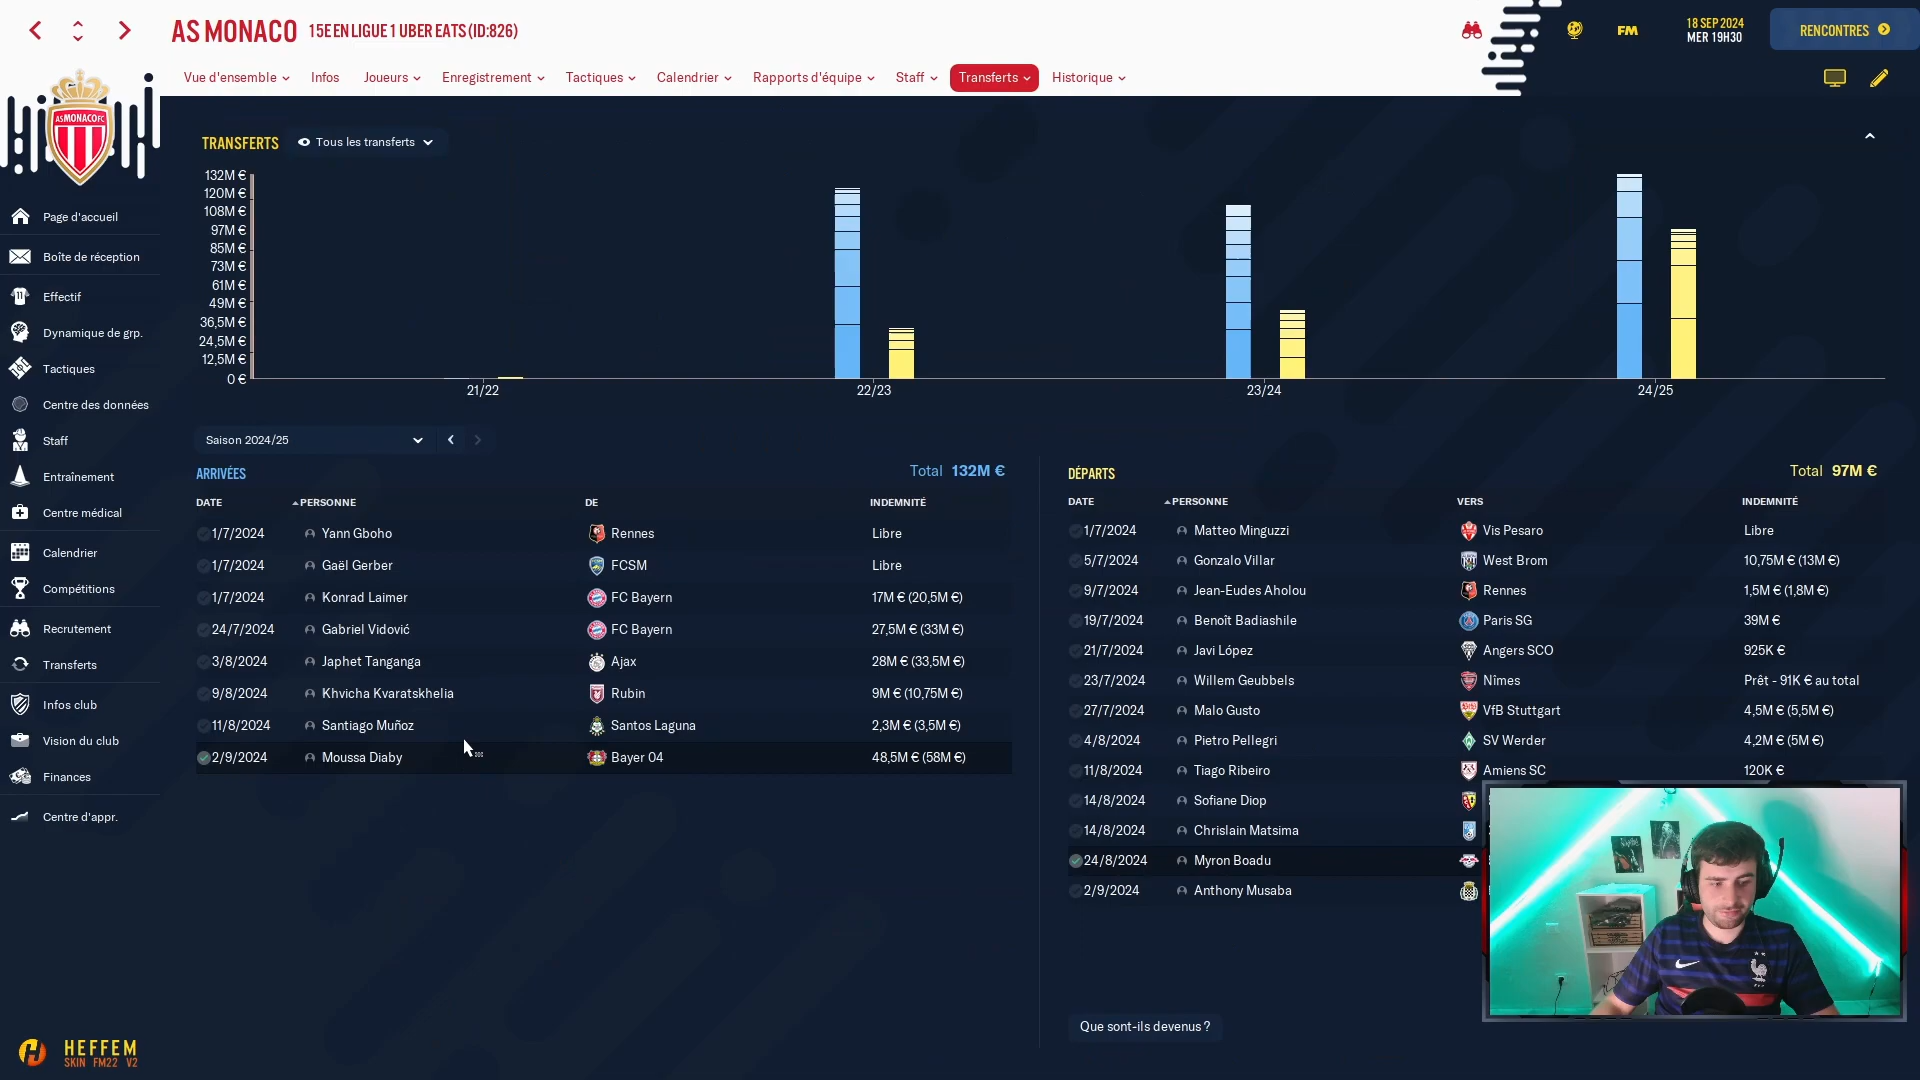 AS MONACO 15E EN LIGUE 1 UBER EATS (ID:826)
FM
18 SEP 2024
MER 19H30
RENCONTRES
Vue d'ensemble Infos Joueurs Enregistrement Tactiques Calendrier Rapports d'équipe Staff Transferts Historique
AS MONACO FC
Page d'accueil
Boîte de réception
Effectif
Dynamique de grp.
Tactiques
Centre des données
Staff
Entraînement
Centre médical
Calendrier
Compétitions
Recrutement
Transferts
Infos club
Vision du club
Finances
Centre d'appr.
HEFFEM
SKIN FM22 V2
TRANSFERTS Tous les transferts
132M €
120M €
108M €
97M €
85M €
73M €
61M €
49M €
36,5M €
24,5M €
12,5M €
0 €
21/22 22/23 23/24 24/25
Saison 2024/25
ARRIVÉES Total 132M €
DATE PERSONNE DE INDEMNITÉ
1/7/2024 Yann Gboho Rennes Libre
1/7/2024 Gaël Gerber FCSM Libre
1/7/2024 Konrad Laimer FC Bayern 17M € (20,5M €)
24/7/2024 Gabriel Vidović FC Bayern 27,5M € (33M €)
3/8/2024 Japhet Tanganga Ajax 28M € (33,5M €)
9/8/2024 Khvicha Kvaratskhelia Rubin 9M € (10,75M €)
11/8/2024 Santiago Muñoz Santos Laguna 2,3M € (3,5M €)
2/9/2024 Moussa Diaby Bayer 04 48,5M € (58M €)
DÉPARTS Total 97M €
DATE PERSONNE VERS INDEMNITÉ
1/7/2024 Matteo Minguzzi Vis Pesaro Libre
5/7/2024 Gonzalo Villar West Brom 10,75M € (13M €)
9/7/2024 Jean-Eudes Aholou Rennes 1,5M € (1,8M €)
19/7/2024 Benoît Badiashile Paris SG 39M €
21/7/2024 Javi López Angers SCO 925K €
23/7/2024 Willem Geubbels Nîmes Prêt - 91K € au total
27/7/2024 Malo Gusto VfB Stuttgart 4,5M € (5,5M €)
4/8/2024 Pietro Pellegri SV Werder 4,2M € (5M €)
11/8/2024 Tiago Ribeiro Amiens SC 120K €
14/8/2024 Sofiane Diop
14/8/2024 Chrislain Matsima
24/8/2024 Myron Boadu
2/9/2024 Anthony Musaba
Que sont-ils devenus ?